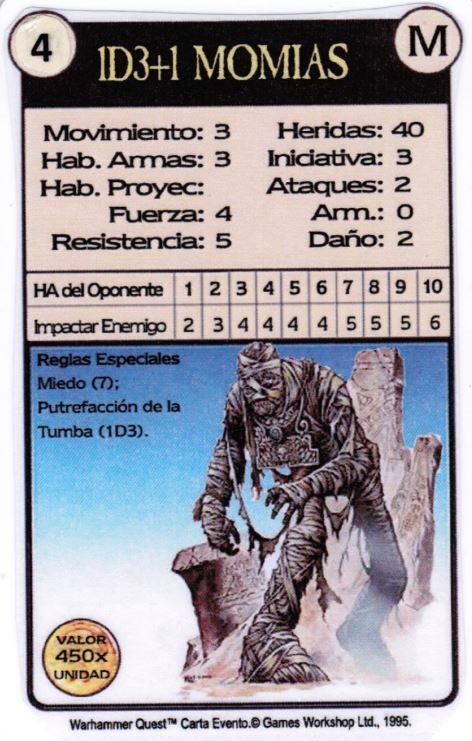 4
1D3+1 MOMIAS
M
Movimiento: 3 Heridas: 40
Hab. Armas: 3 Iniciativa: 3
Hab. Proyec: Ataques: 2
Fuerza: 4 Arm.: 0
Resistencia: 5 Daño: 2
HA del Oponente 1 2 3 4 5 6 7 8 9 10
Impactar Enemigo 2 3 4 4 4 4 5 5 5 6
Reglas Especiales
Miedo (7);
Putrefacción de la
Tumba (1D3).
VALOR
450x
UNIDAD
Warhammer Quest™ Carta Evento.© Games Workshop Ltd., 1995.